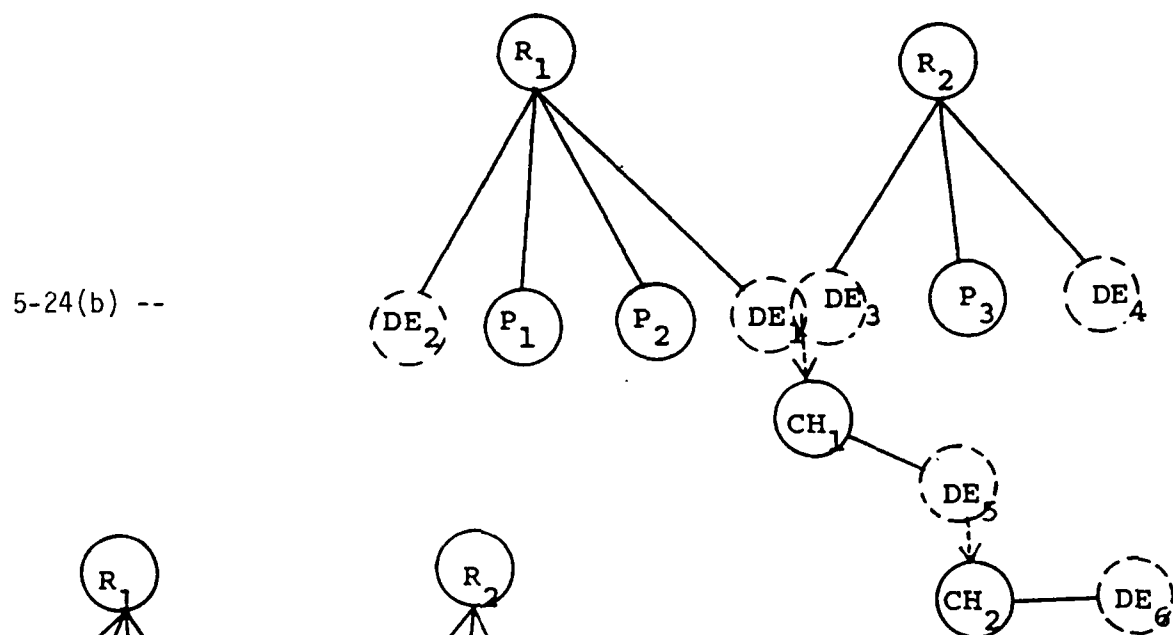 R1 R2
5-24(b) --
DE2 P1 P2 DE1 DE3 P3 DE4
CH1
DE5
R1 R2
CH2 DE6